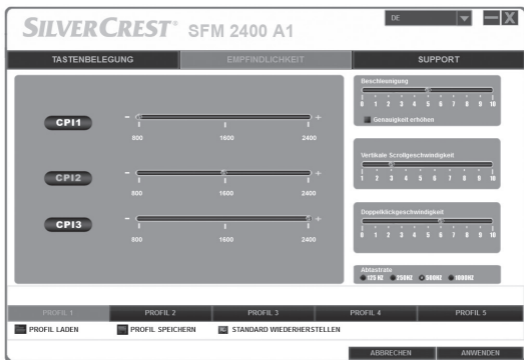 SILVERCREST® SFM 2400 A1
DE
X
TASTENBELEGUNG EMPFINDLICHKEIT SUPPORT
CPI1
- +
800 1600 2400
CPI2
- +
800 1600 2400
CPI3
- +
800 1600 2400
Beschleunigung
0 1 2 3 4 5 6 7 8 9 10
Genauigkeit erhöhen
Vertikale Scrollgeschwindigkeit
1 2 3 4 5 6 7 8 9 10
Doppelklickgeschwindigkeit
0 1 2 3 4 5 6 7 8 9 10
Abtastrate
125 HZ 250HZ 500HZ 1000HZ
PROFIL 1 PROFIL 2 PROFIL 3 PROFIL 4 PROFIL 5
PROFIL LADEN PROFIL SPEICHERN STANDARD WIEDERHERSTELLEN
ABBRECHEN ANWENDEN